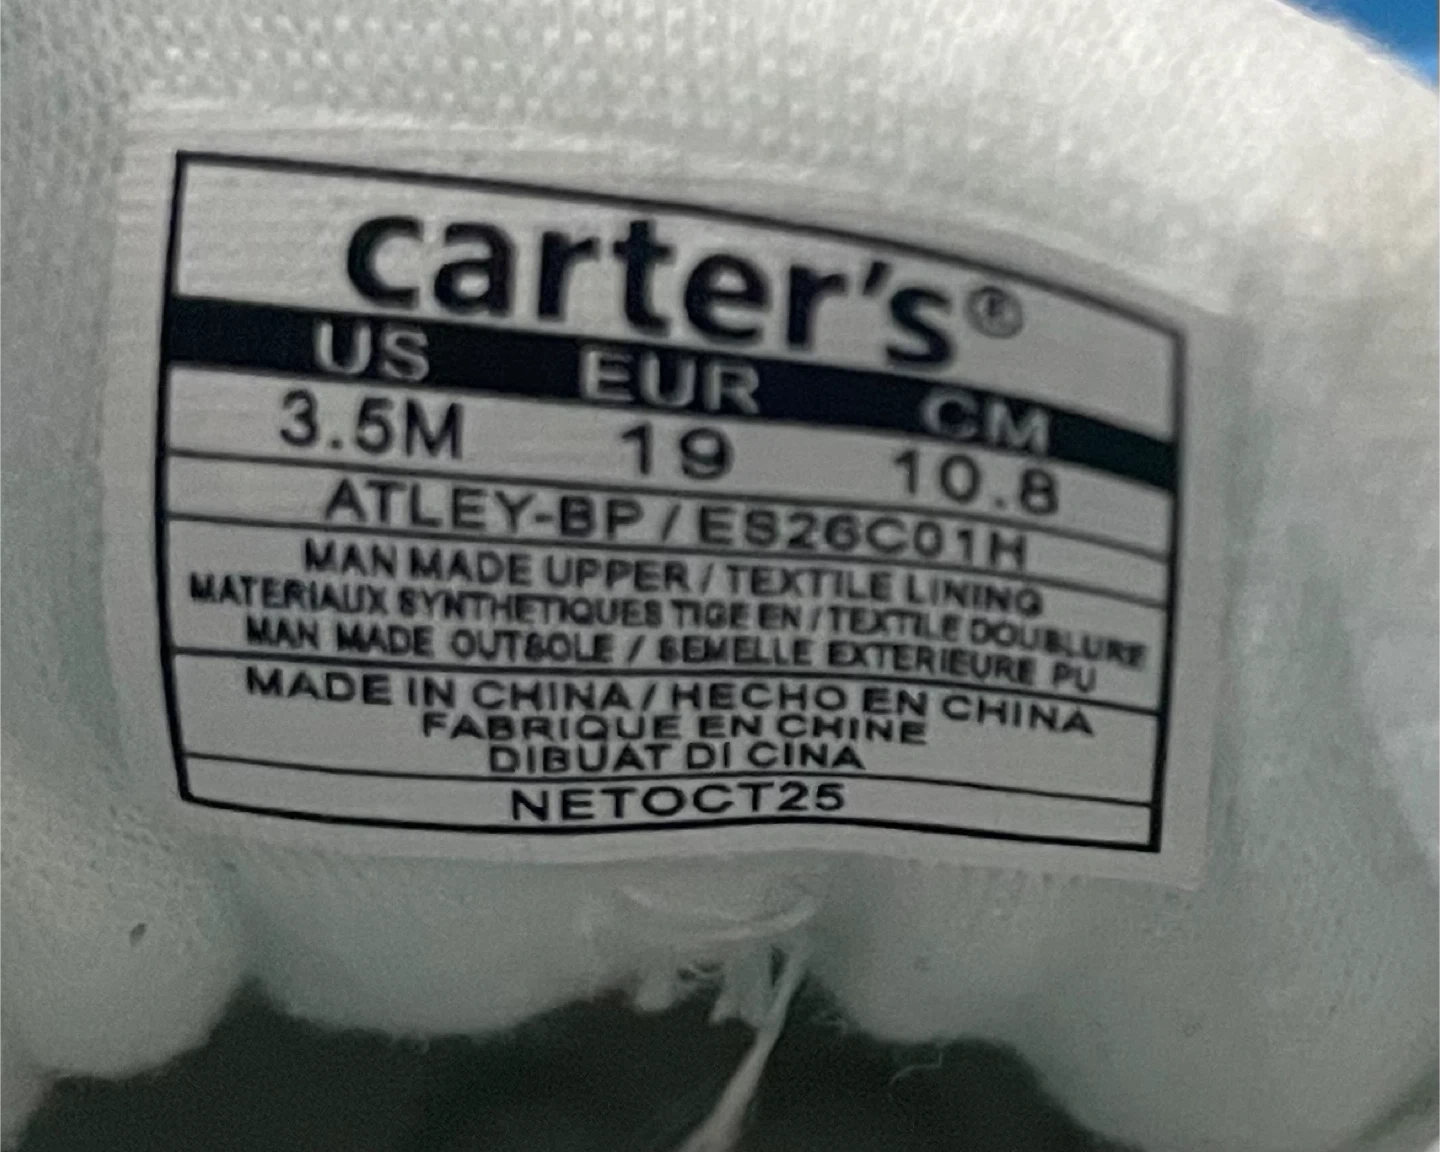 carter's®
US EUR CM
3.5M 19 10.8
ATLEY-BP / ES26C01H
MAN MADE UPPER / TEXTILE LINING
MATERIAUX SYNTHETIQUES TIGE EN / TEXTILE DOUBLURE
MAN MADE OUTSOLE / SEMELLE EXTERIEURE PU
MADE IN CHINA / HECHO EN CHINA
FABRIQUE EN CHINE
DIBUAT DI CINA
NETOCT25